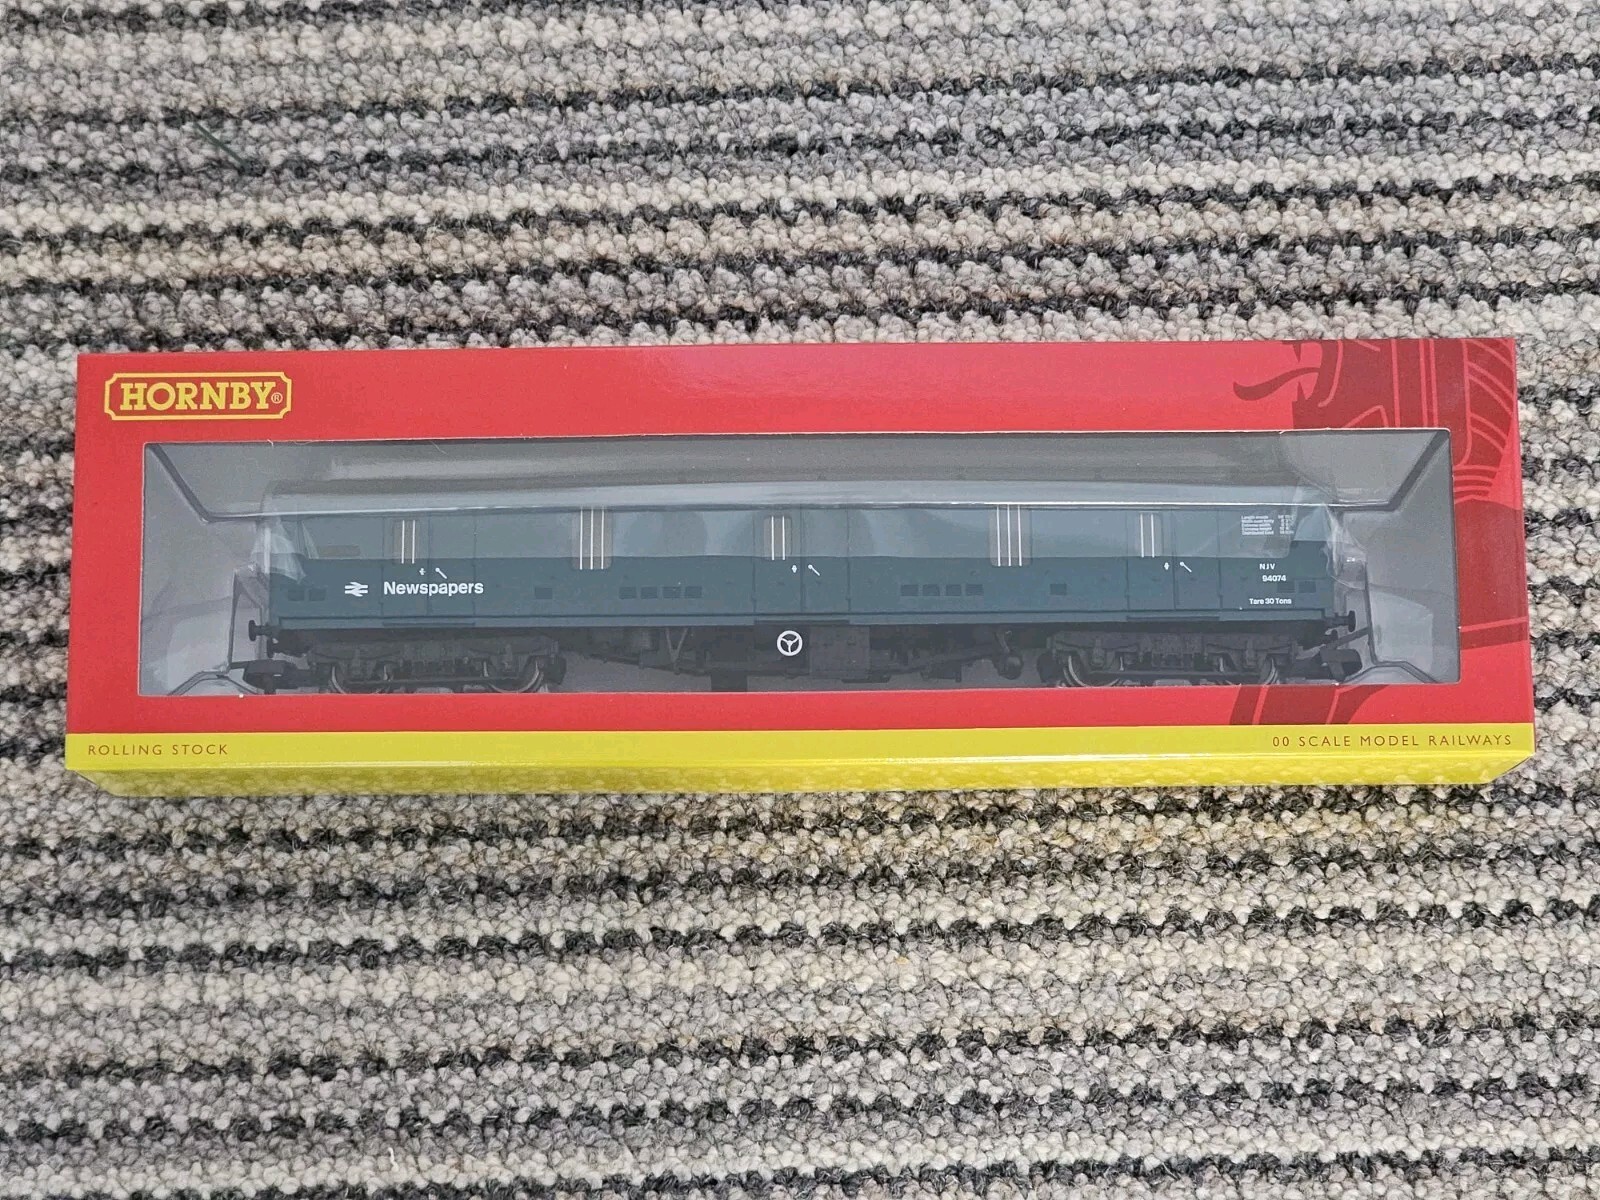 HORNBY®
Newspapers
NJV
94074
Tare 30 Tons
ROLLING STOCK
00 SCALE MODEL RAILWAYS